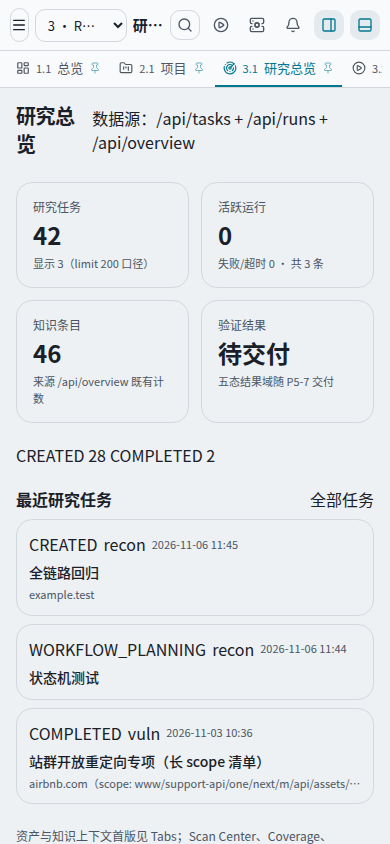 3 · R… 研…
1.1 总览 2.1 项目 3.1 研究总览 3.
研究总
览
数据源：/api/tasks + /api/runs +
/api/overview
研究任务
42
显示 3（limit 200 口径）
活跃运行
0
失败/超时 0 · 共 3 条
知识条目
46
来源 /api/overview 既有计
数
验证结果
待交付
五态结果域随 P5-7 交付
CREATED 28 COMPLETED 2
最近研究任务 全部任务
CREATED recon 2026-11-06 11:45
全链路回归
example.test
WORKFLOW_PLANNING recon 2026-11-06 11:44
状态机测试
COMPLETED vuln 2026-11-03 10:36
站群开放重定向专项（长 scope 清单）
airbnb.com（scope: www/support-api/one/next/m/api/assets/…
资产与知识上下文首版见 Tabs；Scan Center、Coverage、